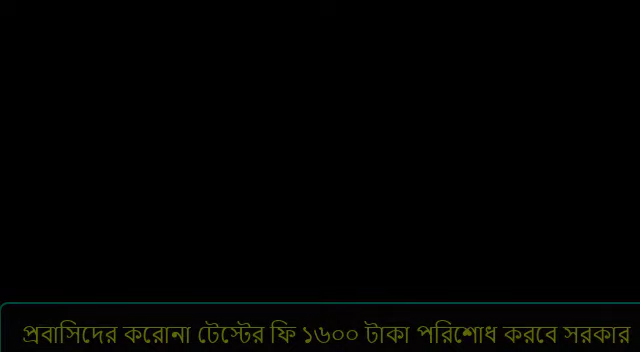 প্রবাসিদের করোনা টেস্টের ফি ১৬০০ টাকা পরিশোধ করবে সরকার